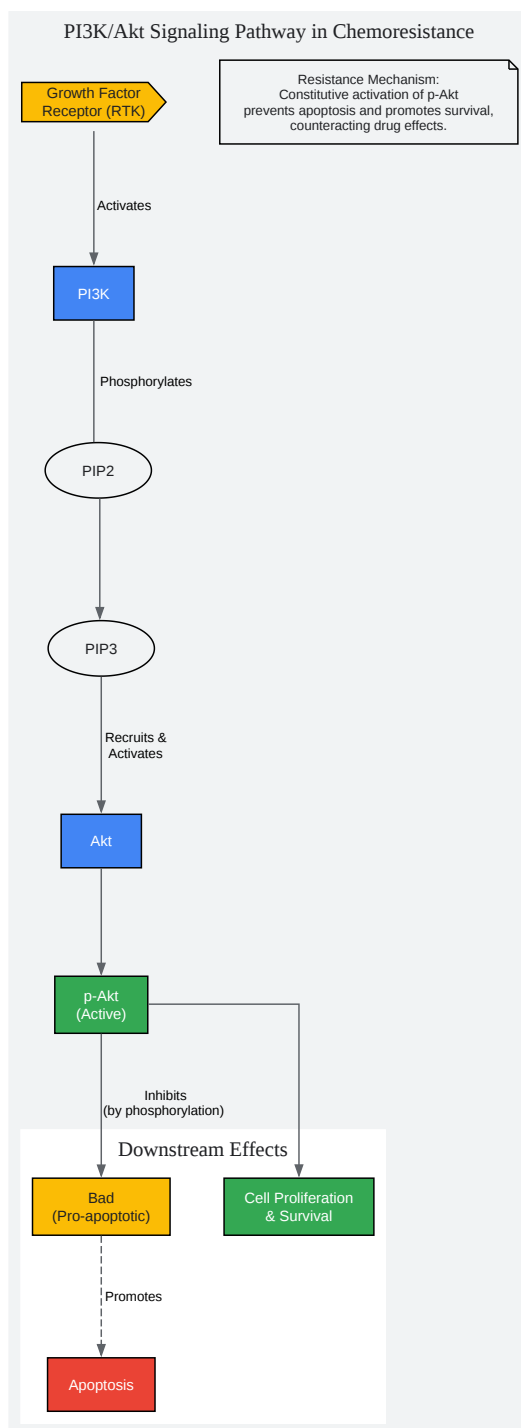 PI3K/Akt Signaling Pathway in Chemoresistance
Growth Factor
Receptor (RTK)
Resistance Mechanism:
Constitutive activation of p-Akt
prevents apoptosis and promotes survival,
counteracting drug effects.
Activates
PI3K
Phosphorylates
PIP2
PIP3
Recruits &
Activates
Akt
p-Akt
(Active)
Inhibits
(by phosphorylation)
Downstream Effects
Bad
(Pro-apoptotic)
Cell Proliferation
& Survival
Promotes
Apoptosis